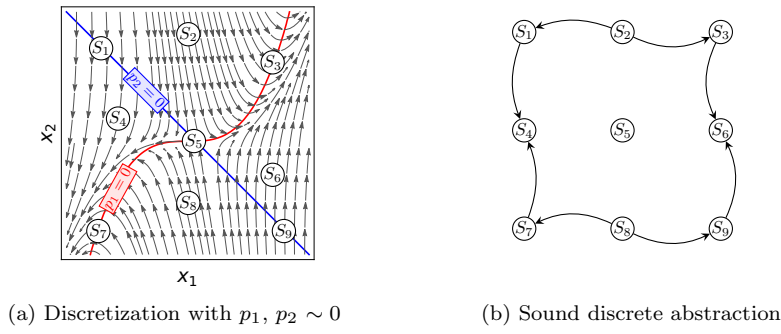 S₁
S₂
S₃
p₂ = 0
S₄
S₅
S₆
p₁ = 0
S₇
S₈
S₉
x₂
x₁
(a) Discretization with p₁, p₂ ∼ 0
S₁ S₂ S₃
S₄ S₅ S₆
S₇ S₈ S₉
(b) Sound discrete abstraction